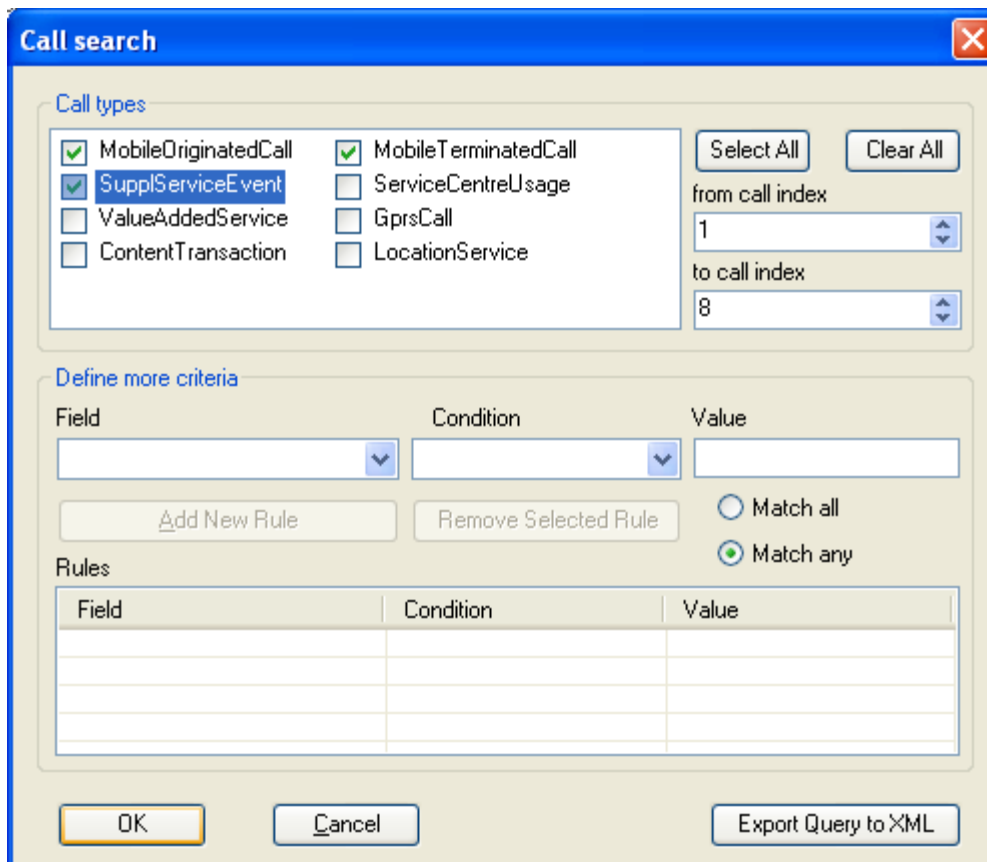 Call search
Call types
MobileOriginatedCall MobileTerminatedCall Select All Clear All
SupplServiceEvent ServiceCentreUsage from call index
ValueAddedService GprsCall 1
ContentTransaction LocationService to call index
8
Define more criteria
Field Condition Value
Add New Rule Remove Selected Rule Match all
Match any
Rules
Field Condition Value
OK Cancel Export Query to XML